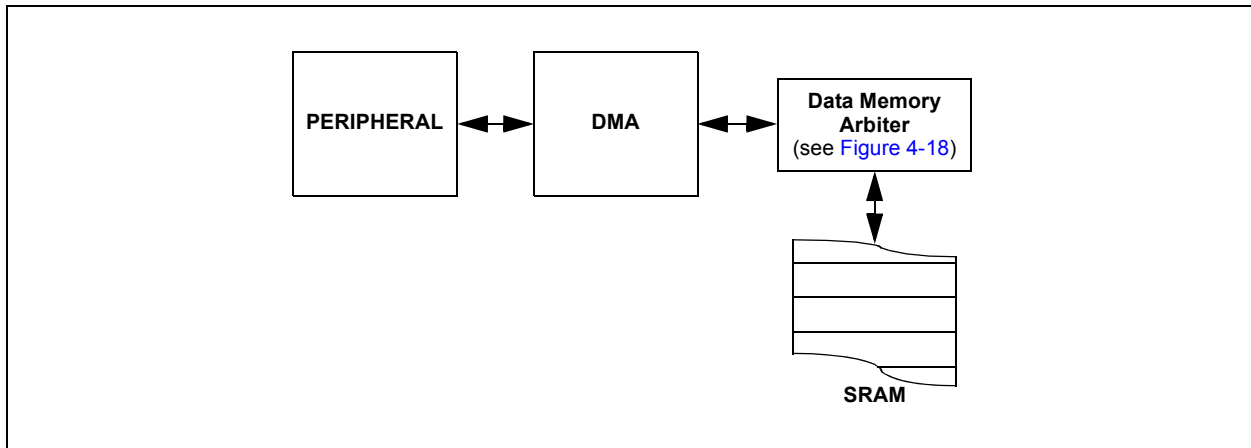 PERIPHERAL
DMA
Data Memory
Arbiter
(see Figure 4-18)
SRAM